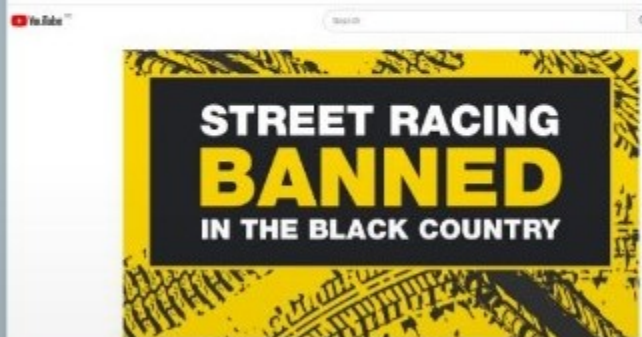 YouTube
Search
STREET RACING
BANNED
IN THE BLACK COUNTRY